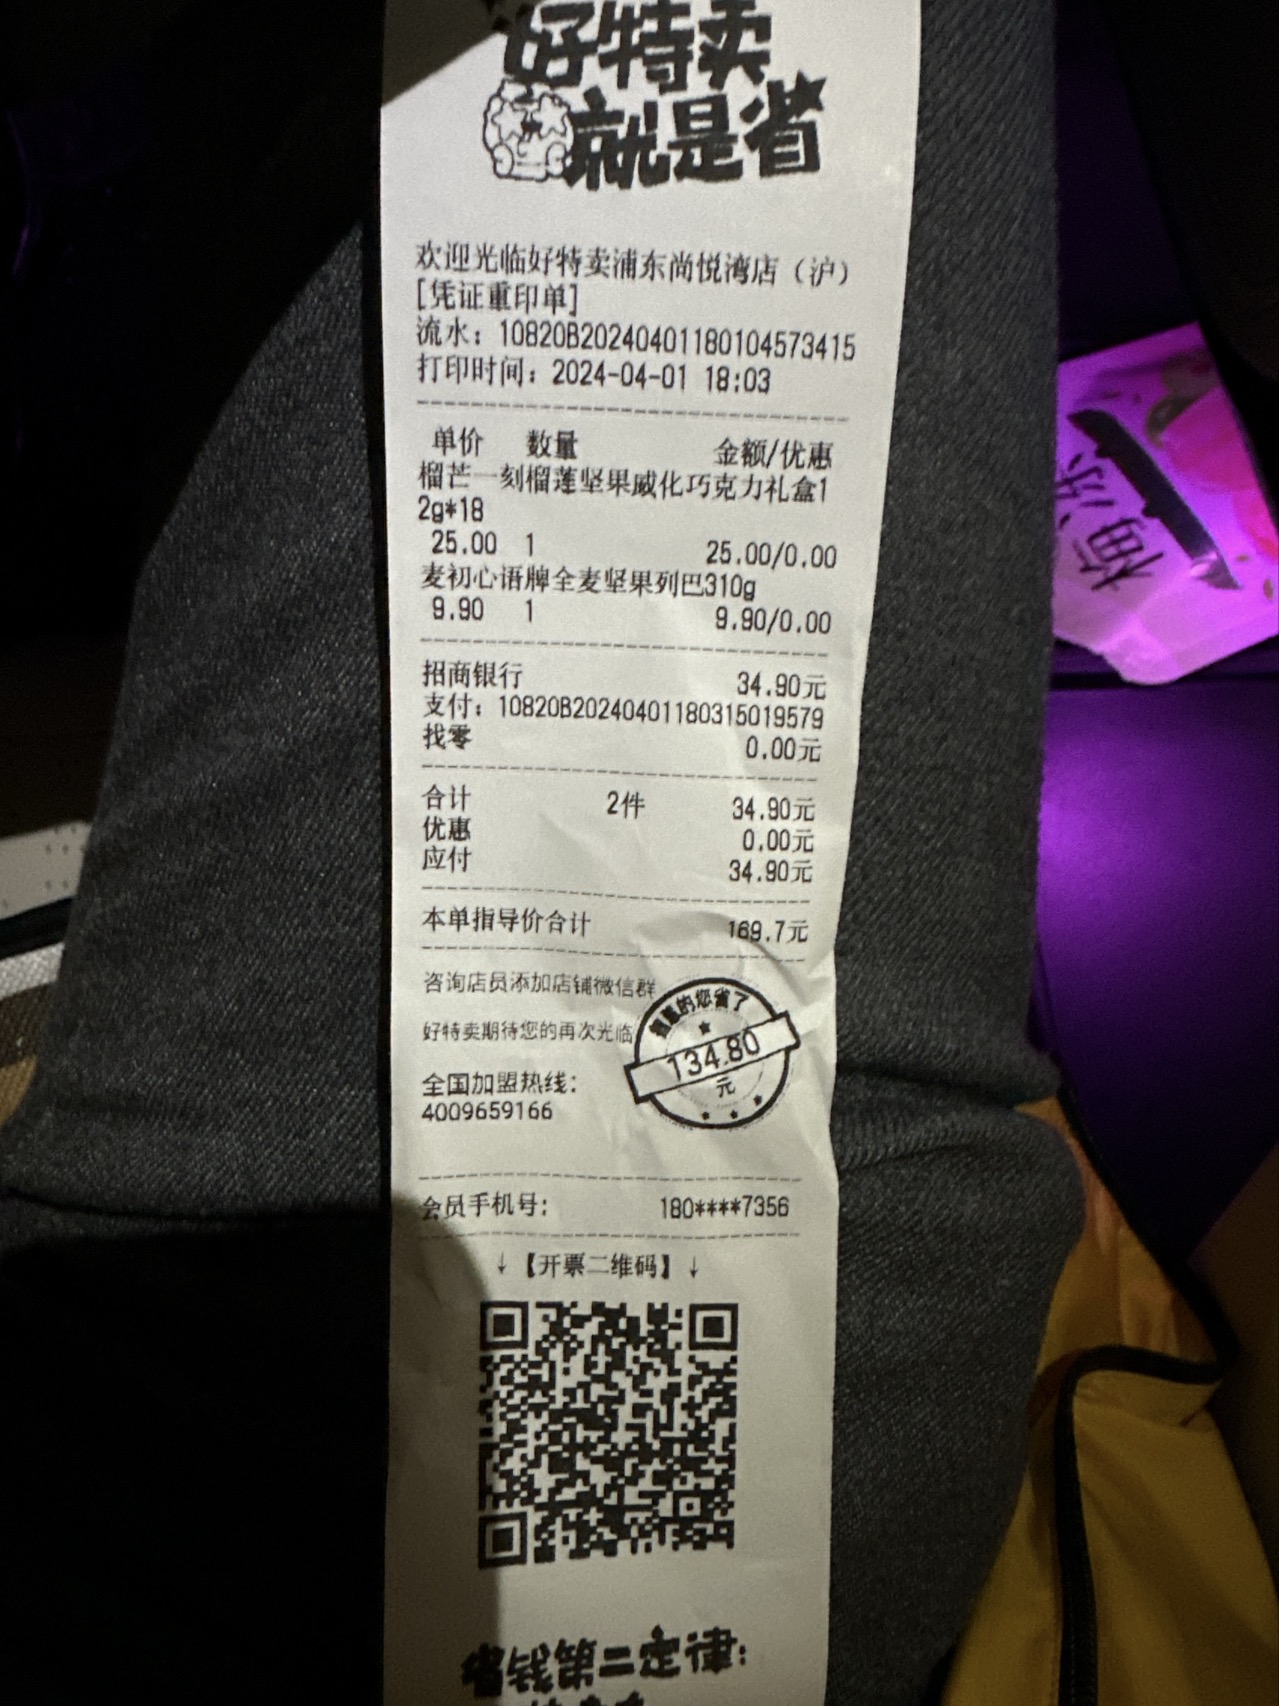 好特卖
就是省
欢迎光临好特卖浦东尚悦湾店（沪）
[凭证重印单]
流水：10820B20240401180104573415
打印时间：2024-04-01 18:03
单价 数量 金额/优惠
榴芒一刻榴莲坚果威化巧克力礼盒1
2g*18
25.00 1 25.00/0.00
麦初心语牌全麦坚果列巴310g
9.90 1 9.90/0.00
招商银行 34.90元
支付：10820B20240401180315019579
找零 0.00元
合计 2件 34.90元
优惠 0.00元
应付 34.90元
本单指导价合计 169.7元
咨询店员添加店铺微信群
好特卖期待您的再次光临
的您省了
134.80
元
全国加盟热线：
4009659166
会员手机号： 180****7356
↓【开票二维码】↓
省钱第二定律：
梅冻